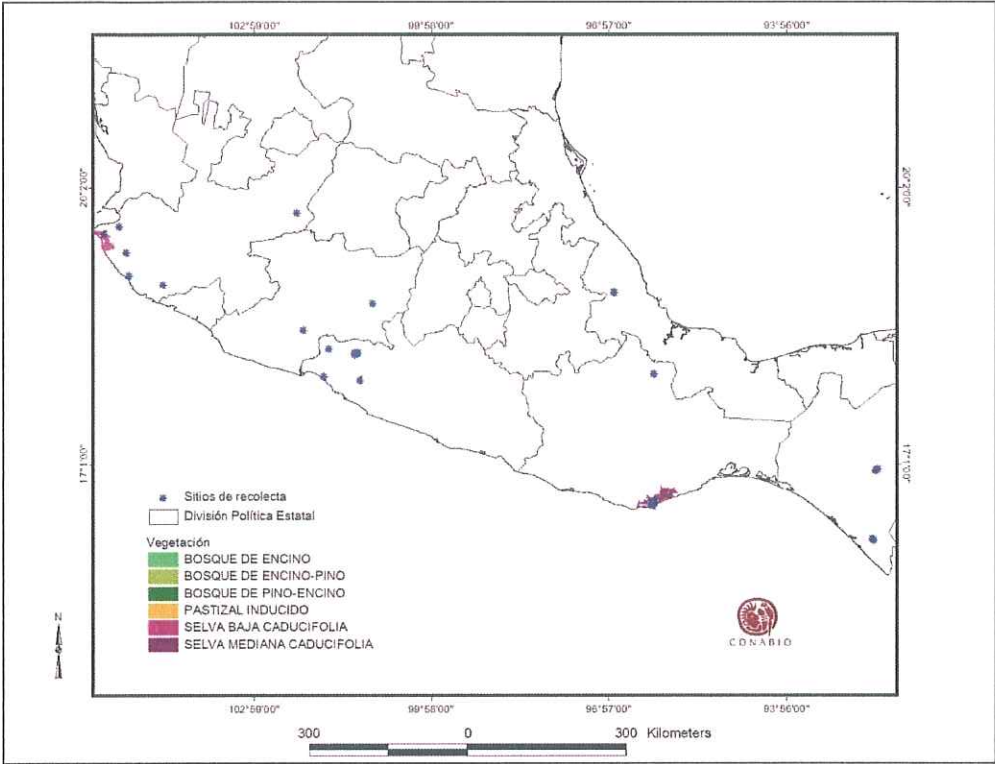 102°59'00" 99°58'00" 96°57'00" 93°56'00"
20°2'00" 20°2'00"
17°1'00" 17°1'00"
Sitios de recolecta
División Política Estatal
Vegetación
BOSQUE DE ENCINO
BOSQUE DE ENCINO-PINO
BOSQUE DE PINO-ENCINO
PASTIZAL INDUCIDO
SELVA BAJA CADUCIFOLIA
SELVA MEDIANA CADUCIFOLIA
N
CONABIO
102°59'00" 99°58'00" 96°57'00" 93°56'00"
300 0 300 Kilometers